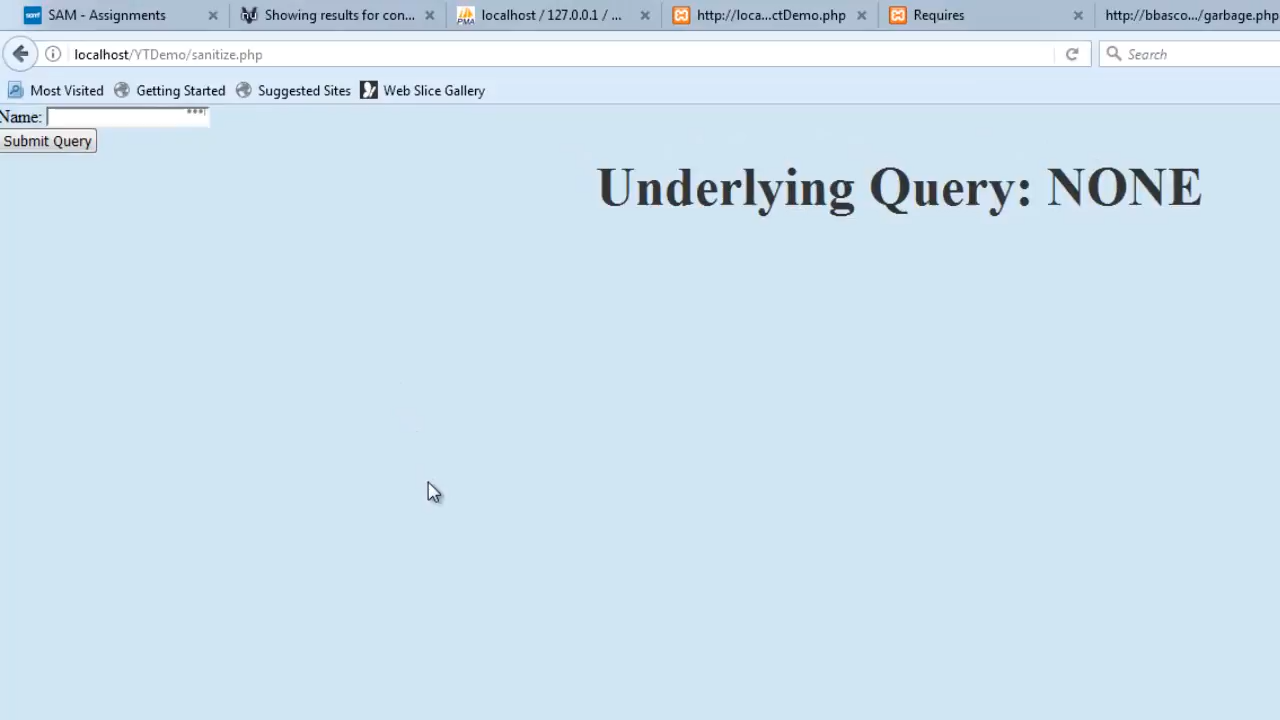 SAM - Assignments
Showing results for con...
localhost / 127.0.0.1 / ...
http://loca...ctDemo.php
Requires
http://bbasco.../garbage.php
localhost/YTDemo/sanitize.php
Search
Most Visited
Getting Started
Suggested Sites
Web Slice Gallery
Name:
Submit Query
Underlying Query: NONE